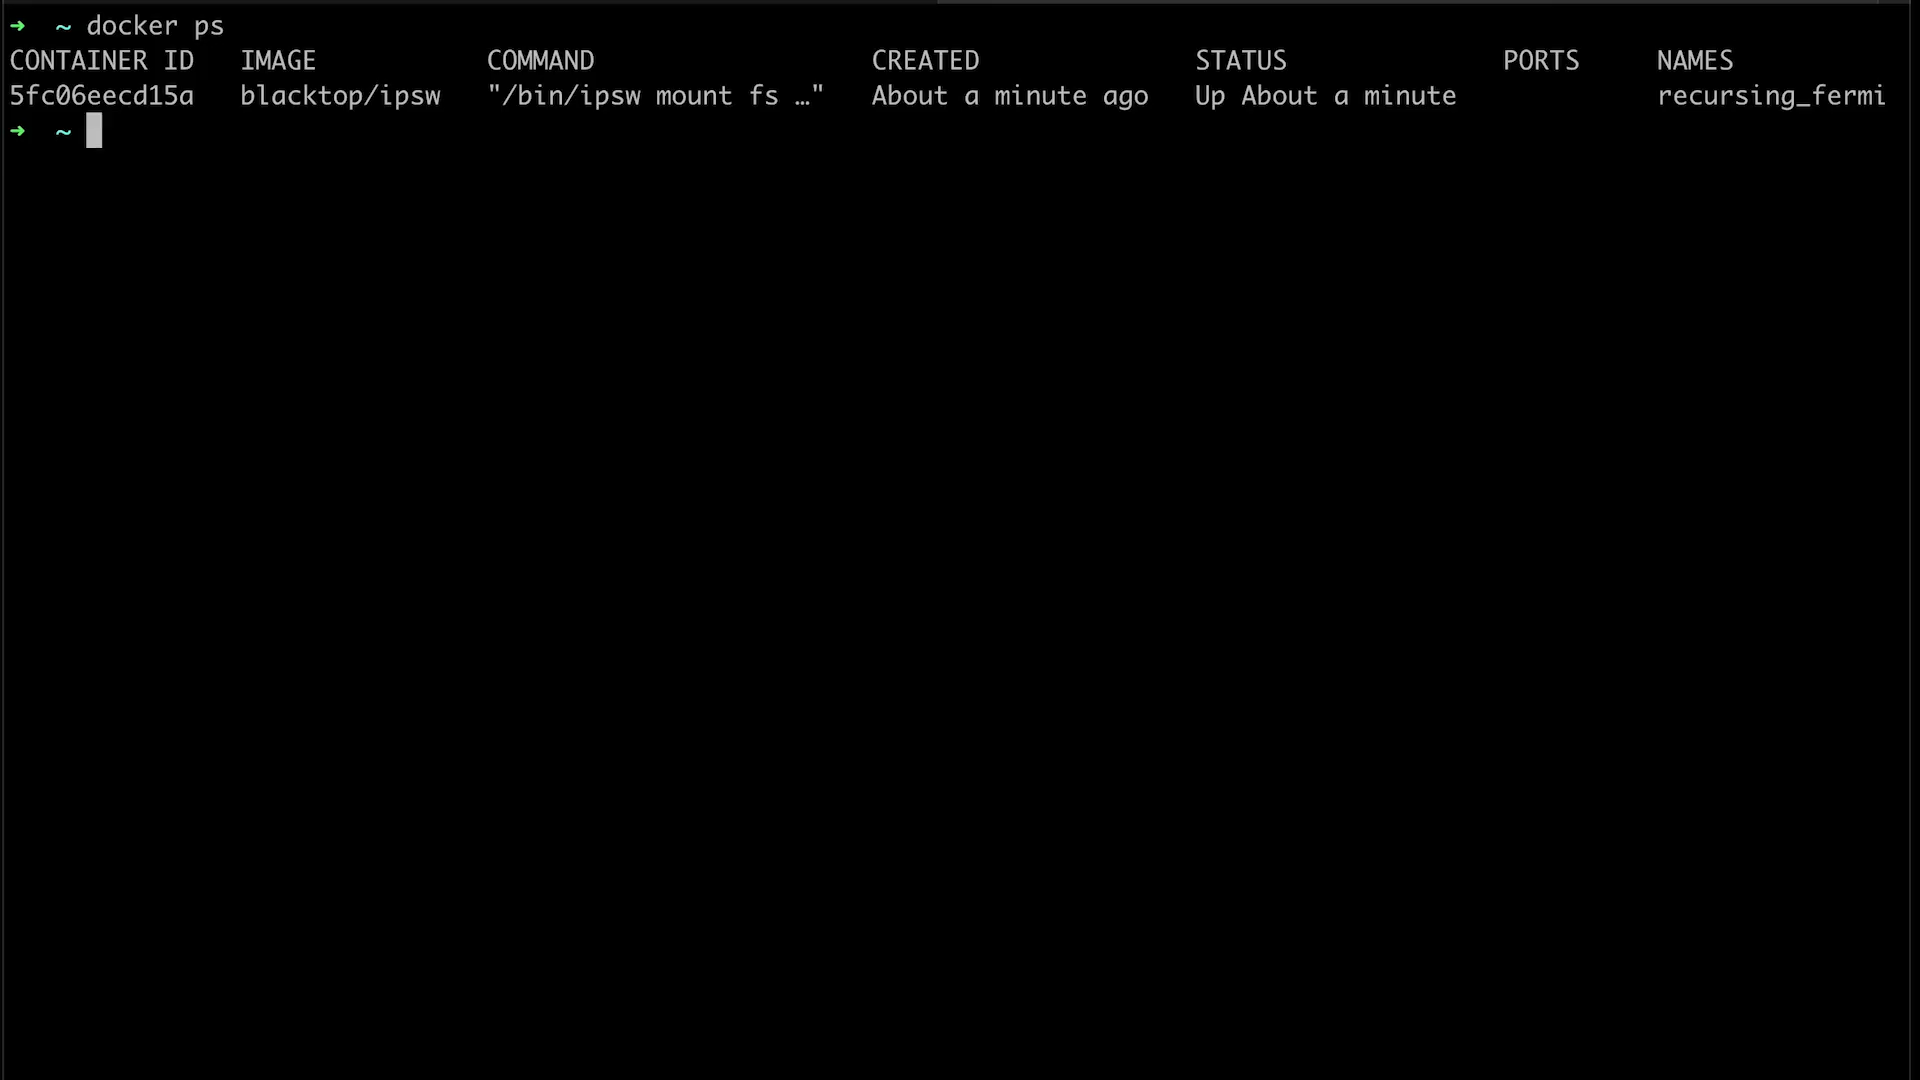 ➜ ~ docker ps
CONTAINER ID IMAGE COMMAND CREATED STATUS PORTS NAMES
5fc06eecd15a blacktop/ipsw "/bin/ipsw mount fs …" About a minute ago Up About a minute recursing_fermi
➜ ~